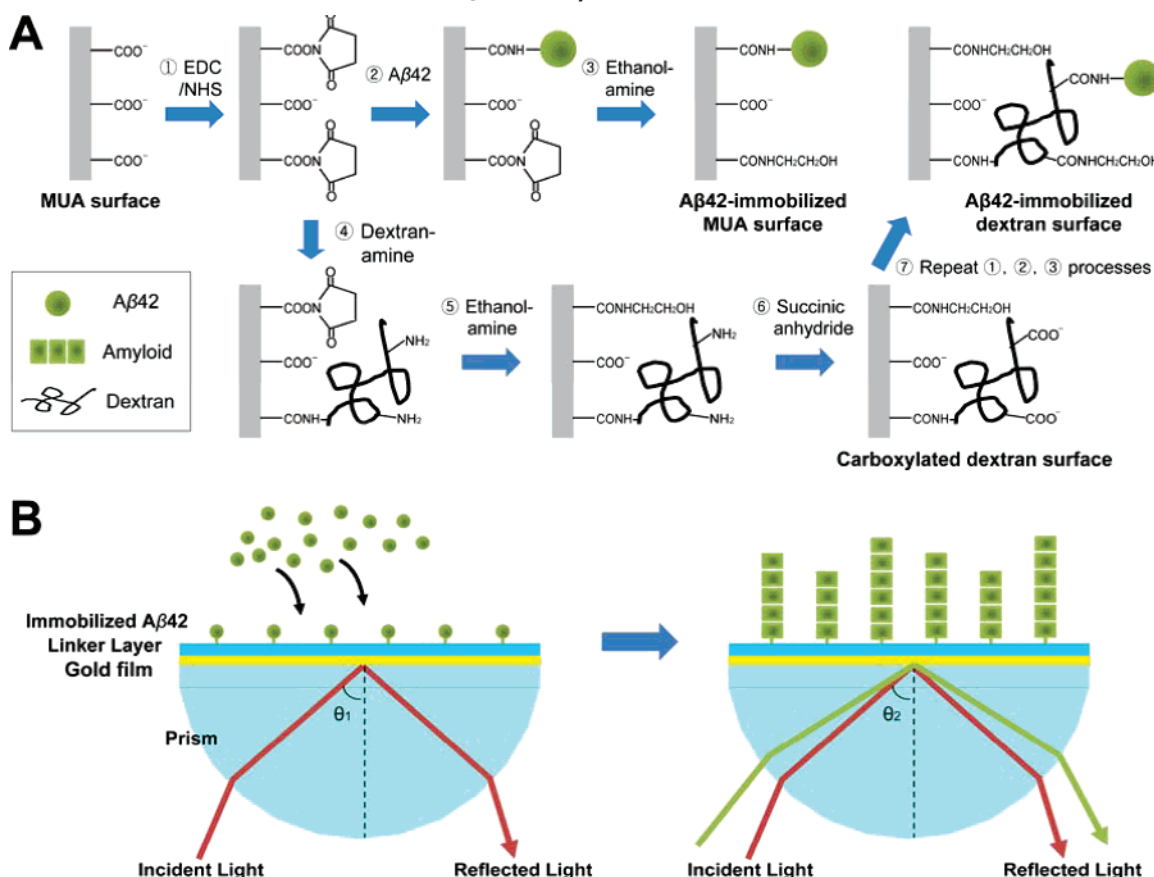 A
COO⁻
COO⁻
COO⁻
MUA surface
① EDC
/NHS
O
COON
O
COO⁻
O
COON
O
② Aβ42
CONH
COO⁻
O
COON
O
③ Ethanol-
amine
CONH
COO⁻
CONHCH₂CH₂OH
Aβ42-immobilized
MUA surface
CONHCH₂CH₂OH
CONH
COO⁻
CONH
CONHCH₂CH₂OH
Aβ42-immobilized
dextran surface
④ Dextran-
amine
⑦ Repeat ①, ②, ③ processes
Aβ42
Amyloid
Dextran
O
COON
O
COO⁻
NH₂
CONH
NH₂
⑤ Ethanol-
amine
CONHCH₂CH₂OH
NH₂
COO⁻
CONH
NH₂
⑥ Succinic
anhydride
CONHCH₂CH₂OH
COO⁻
COO⁻
CONH
COO⁻
Carboxylated dextran surface
B
Immobilized Aβ42
Linker Layer
Gold film
Prism
θ₁
Incident Light
Reflected Light
θ₂
Incident Light
Reflected Light